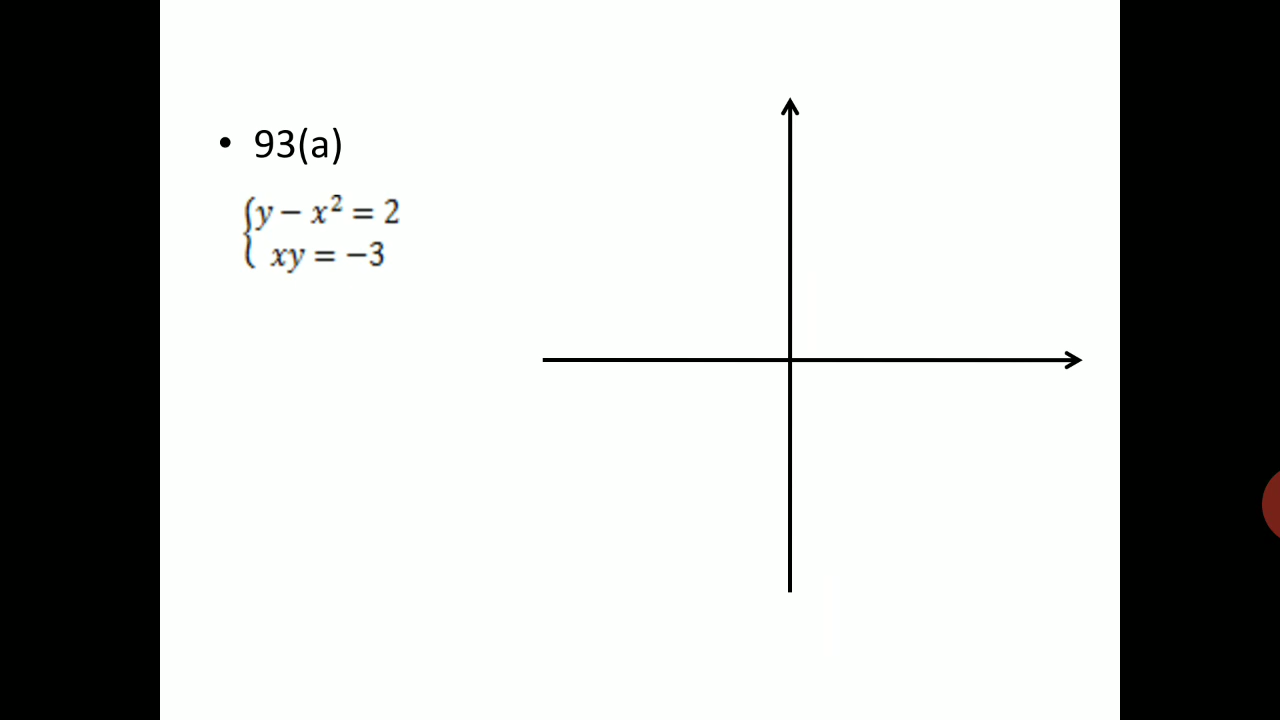 • 93(a)
y − x² = 2
xy = −3